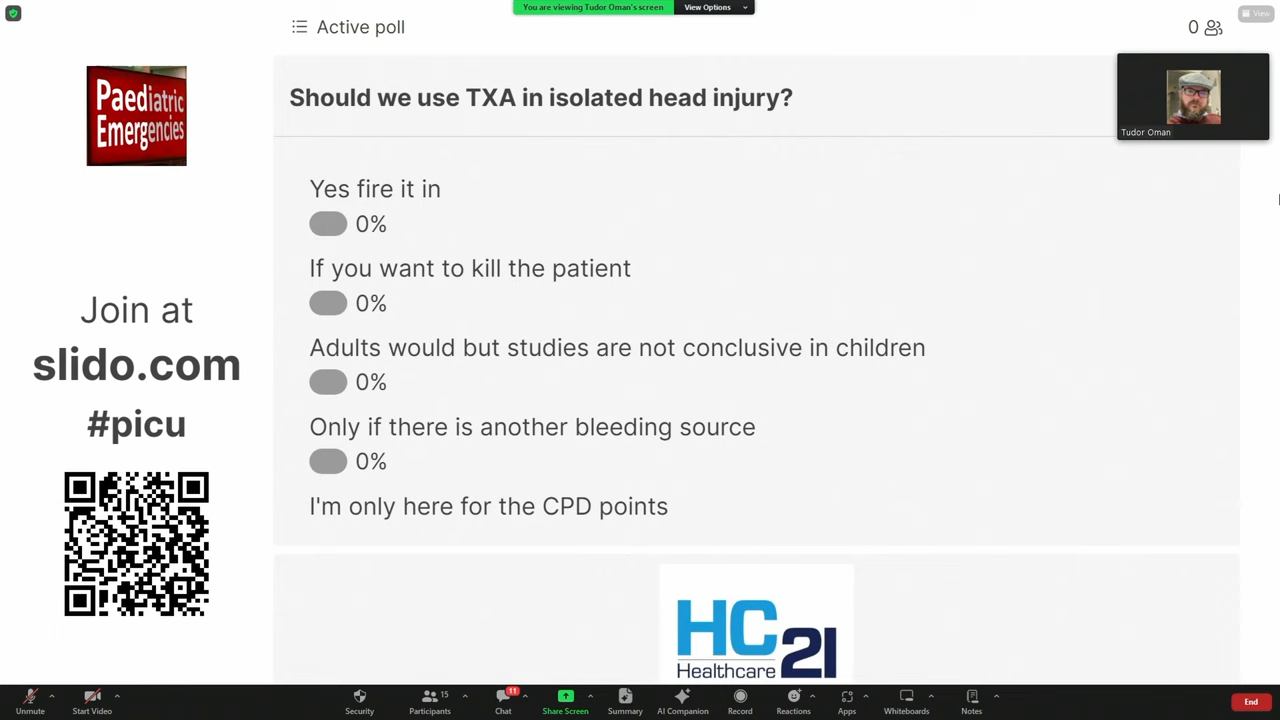 You are viewing Tudor Oman's screen
View Options
View
Active poll
0
Paediatric
Emergencies
Should we use TXA in isolated head injury?
Tudor Oman
Yes fire it in
0%
If you want to kill the patient
0%
Adults would but studies are not conclusive in children
0%
Only if there is another bleeding source
0%
I'm only here for the CPD points
Join at
slido.com
#picu
HC
21
Healthcare
Unmute
Start Video
Security
15
Participants
11
Chat
Share Screen
Summary
AI Companion
Record
Reactions
Apps
Whiteboards
Notes
End